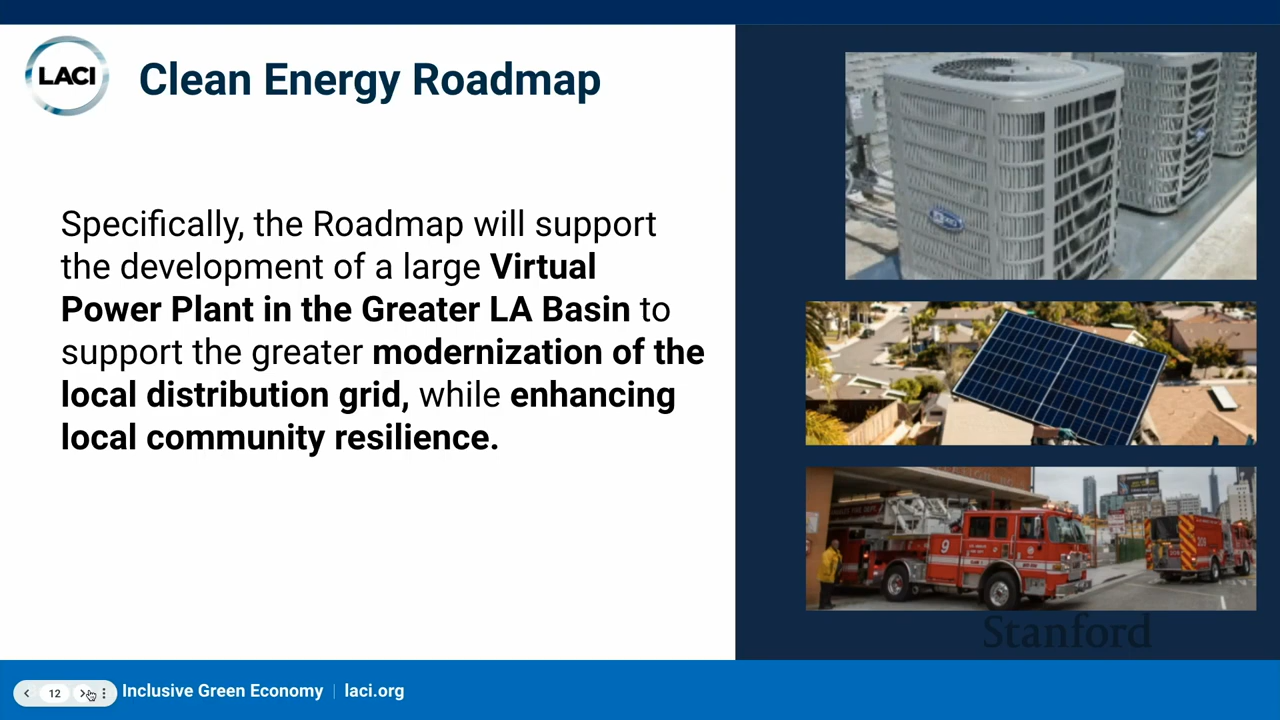 LACI
Clean Energy Roadmap
Specifically, the Roadmap will support
the development of a large Virtual
Power Plant in the Greater LA Basin to
support the greater modernization of the
local distribution grid, while enhancing
local community resilience.
9
Stanford
12
Inclusive Green Economy | laci.org